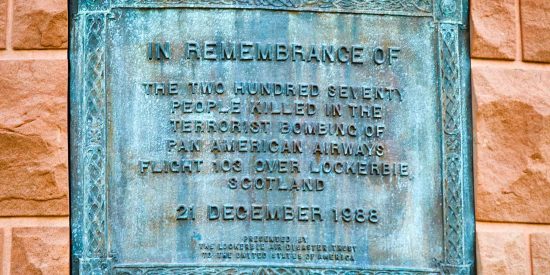 IN REMEMBRANCE OF
THE TWO HUNDRED SEVENTY
PEOPLE KILLED IN THE
TERRORIST BOMBING OF
PAN AMERICAN AIRWAYS
FLIGHT 103 OVER LOCKERBIE,
SCOTLAND
21 DECEMBER 1988
PRESENTED BY
THE LOCKERBIE AIR DISASTER TRUST
TO THE UNITED STATES OF AMERICA